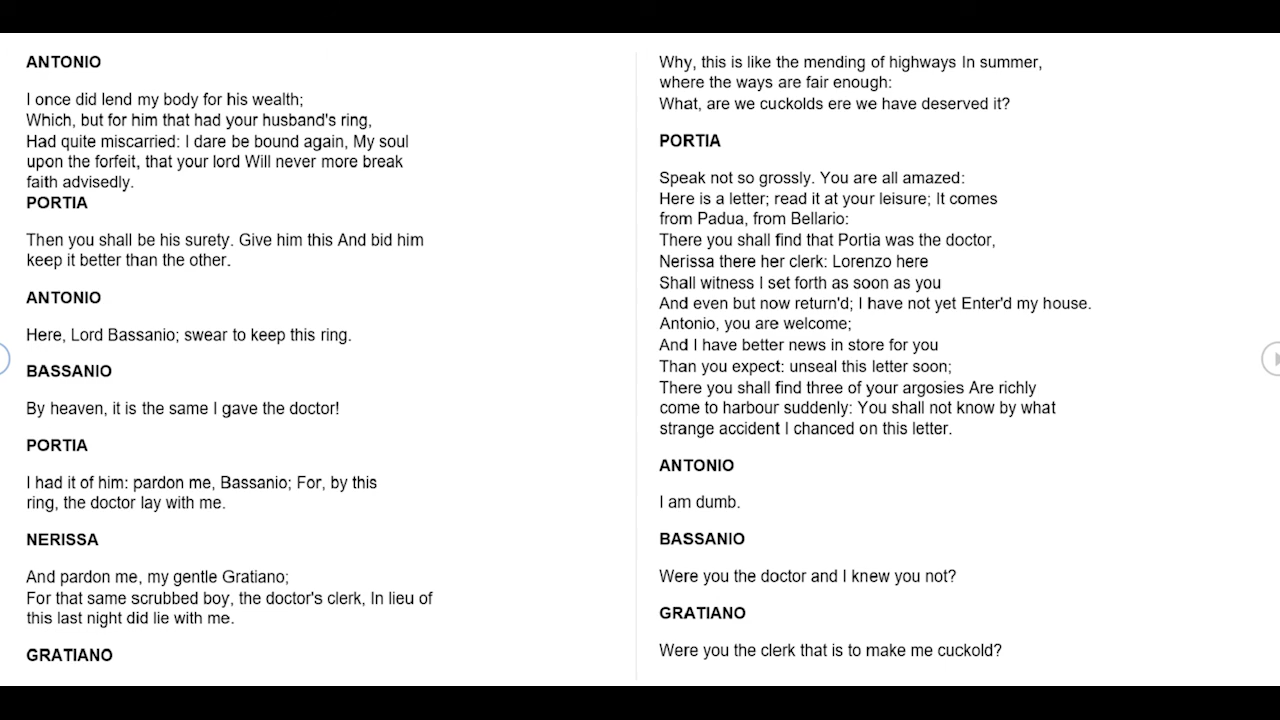 ANTONIO
I once did lend my body for his wealth;
Which, but for him that had your husband's ring,
Had quite miscarried: I dare be bound again, My soul
upon the forfeit, that your lord Will never more break
faith advisedly.
PORTIA
Then you shall be his surety. Give him this And bid him
keep it better than the other.
ANTONIO
Here, Lord Bassanio; swear to keep this ring.
BASSANIO
By heaven, it is the same I gave the doctor!
PORTIA
I had it of him: pardon me, Bassanio; For, by this
ring, the doctor lay with me.
NERISSA
And pardon me, my gentle Gratiano;
For that same scrubbed boy, the doctor's clerk, In lieu of
this last night did lie with me.
GRATIANO
Why, this is like the mending of highways In summer,
where the ways are fair enough:
What, are we cuckolds ere we have deserved it?
PORTIA
Speak not so grossly. You are all amazed:
Here is a letter; read it at your leisure; It comes
from Padua, from Bellario:
There you shall find that Portia was the doctor,
Nerissa there her clerk: Lorenzo here
Shall witness I set forth as soon as you
And even but now return'd; I have not yet Enter'd my house.
Antonio, you are welcome;
And I have better news in store for you
Than you expect: unseal this letter soon;
There you shall find three of your argosies Are richly
come to harbour suddenly: You shall not know by what
strange accident I chanced on this letter.
ANTONIO
I am dumb.
BASSANIO
Were you the doctor and I knew you not?
GRATIANO
Were you the clerk that is to make me cuckold?